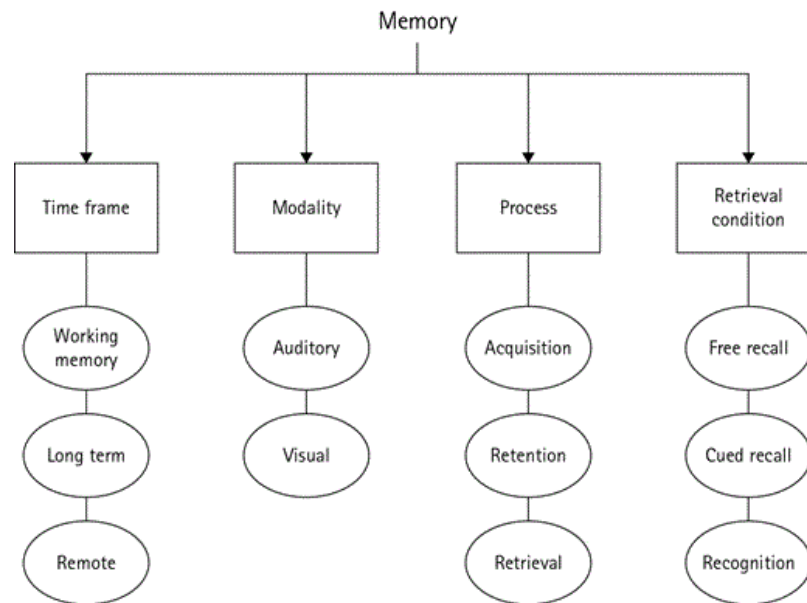 Memory
Time frame
Modality
Process
Retrieval
condition
Working
memory
Auditory
Acquisition
Free recall
Long term
Visual
Retention
Cued recall
Remote
Retrieval
Recognition